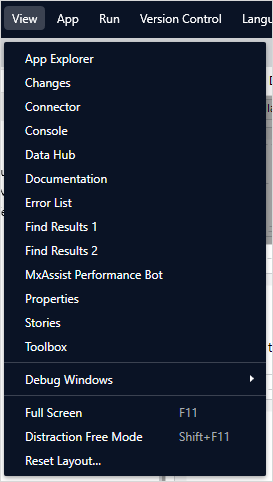 View App Run Version Control Langu
App Explorer
Changes
Connector
Console
Data Hub
Documentation
Error List
Find Results 1
Find Results 2
MxAssist Performance Bot
Properties
Stories
Toolbox
Debug Windows
Full Screen F11
Distraction Free Mode Shift+F11
Reset Layout...